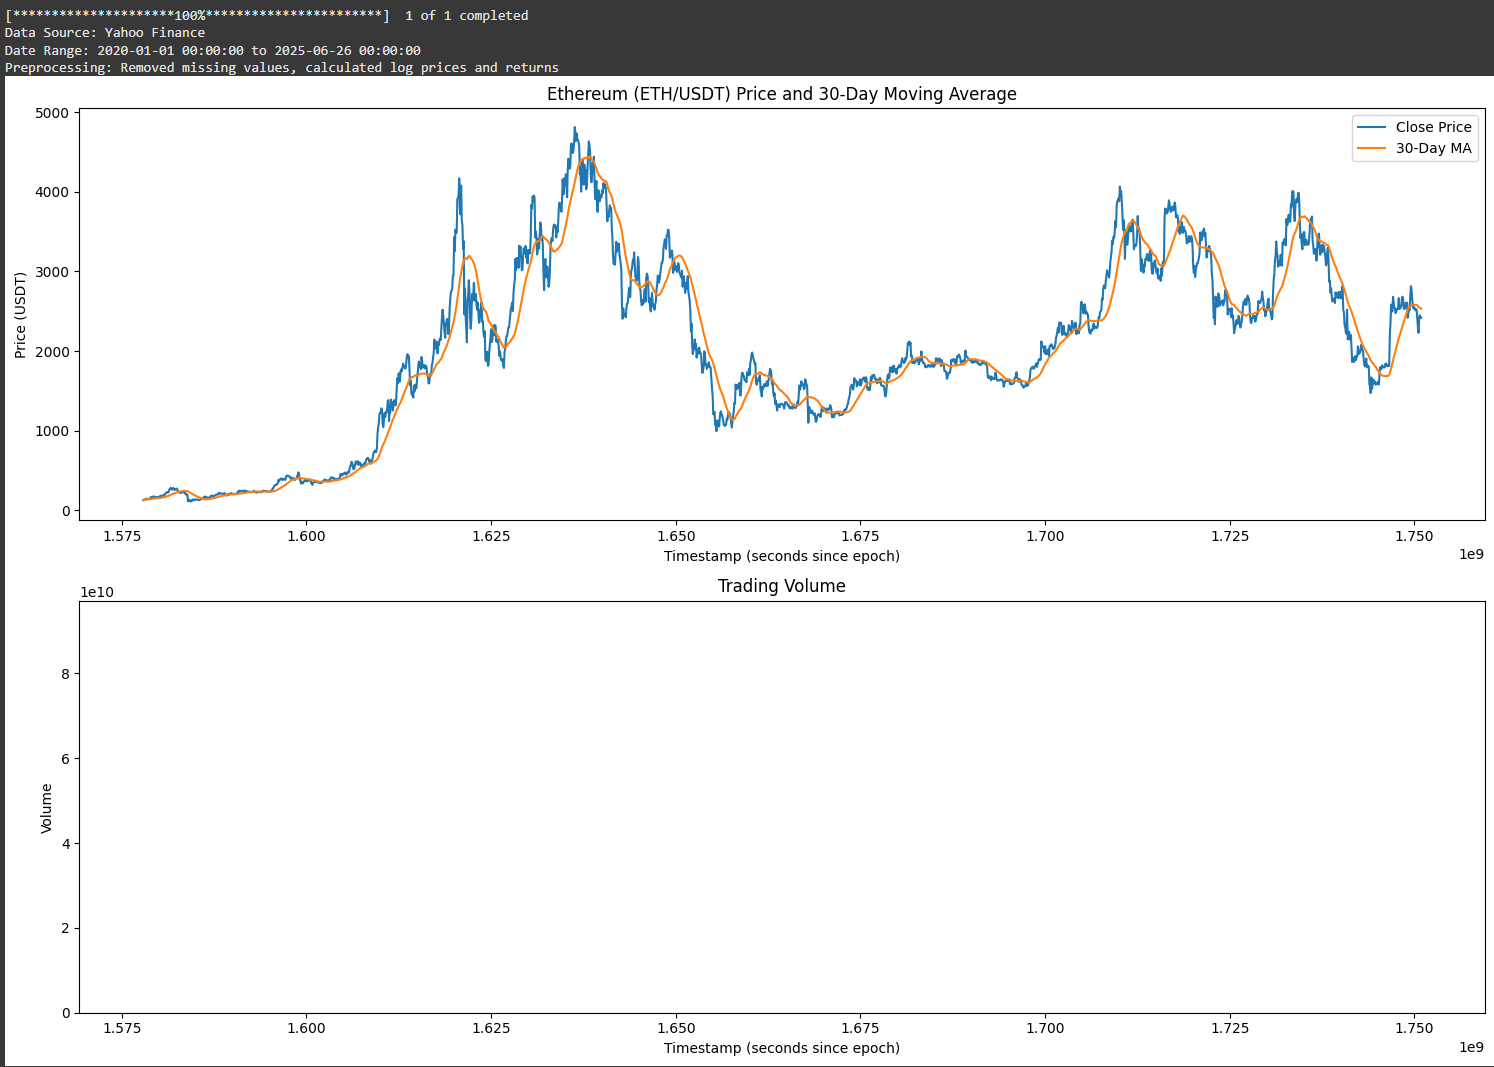 [*********************100%***********************]  1 of 1 completed
Data Source: Yahoo Finance
Date Range: 2020-01-01 00:00:00 to 2025-06-26 00:00:00
Preprocessing: Removed missing values, calculated log prices and returns
Ethereum (ETH/USDT) Price and 30-Day Moving Average
Close Price
30-Day MA
Price (USDT)
5000
4000
3000
2000
1000
0
1.575 1.600 1.625 1.650 1.675 1.700 1.725 1.750
Timestamp (seconds since epoch)
1e9
Trading Volume
1e10
Volume
8
6
4
2
0
1.575 1.600 1.625 1.650 1.675 1.700 1.725 1.750
Timestamp (seconds since epoch)
1e9